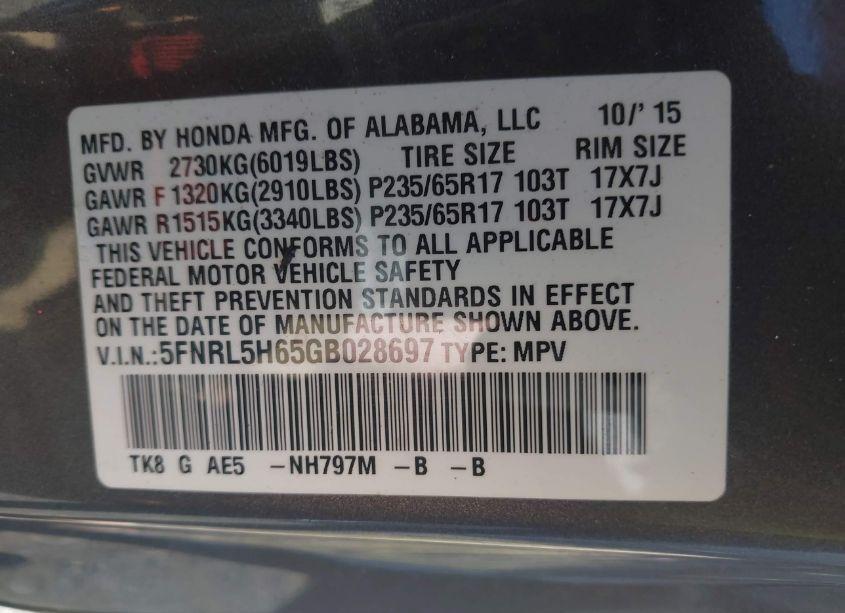 MFD. BY HONDA MFG. OF ALABAMA, LLC 10/' 15
GVWR 2730KG(6019LBS) TIRE SIZE RIM SIZE
GAWR F 1320KG(2910LBS) P235/65R17 103T 17X7J
GAWR R1515KG(3340LBS) P235/65R17 103T 17X7J
THIS VEHICLE CONFORMS TO ALL APPLICABLE
FEDERAL MOTOR VEHICLE SAFETY
AND THEFT PREVENTION STANDARDS IN EFFECT
ON THE DATE OF MANUFACTURE SHOWN ABOVE.
V.I.N.:5FNRL5H65GB028697 TYPE: MPV
TK8 G AE5 -NH797M -B -B